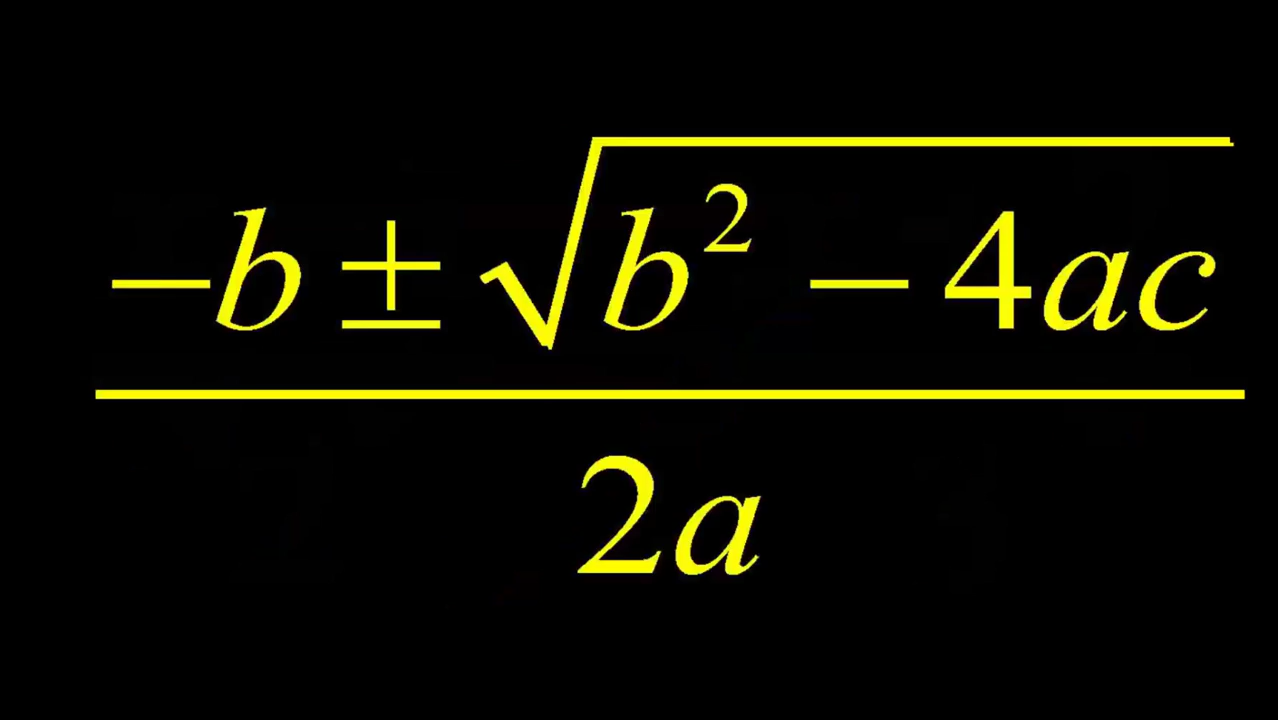 −b ± √(b² − 4ac)
2a